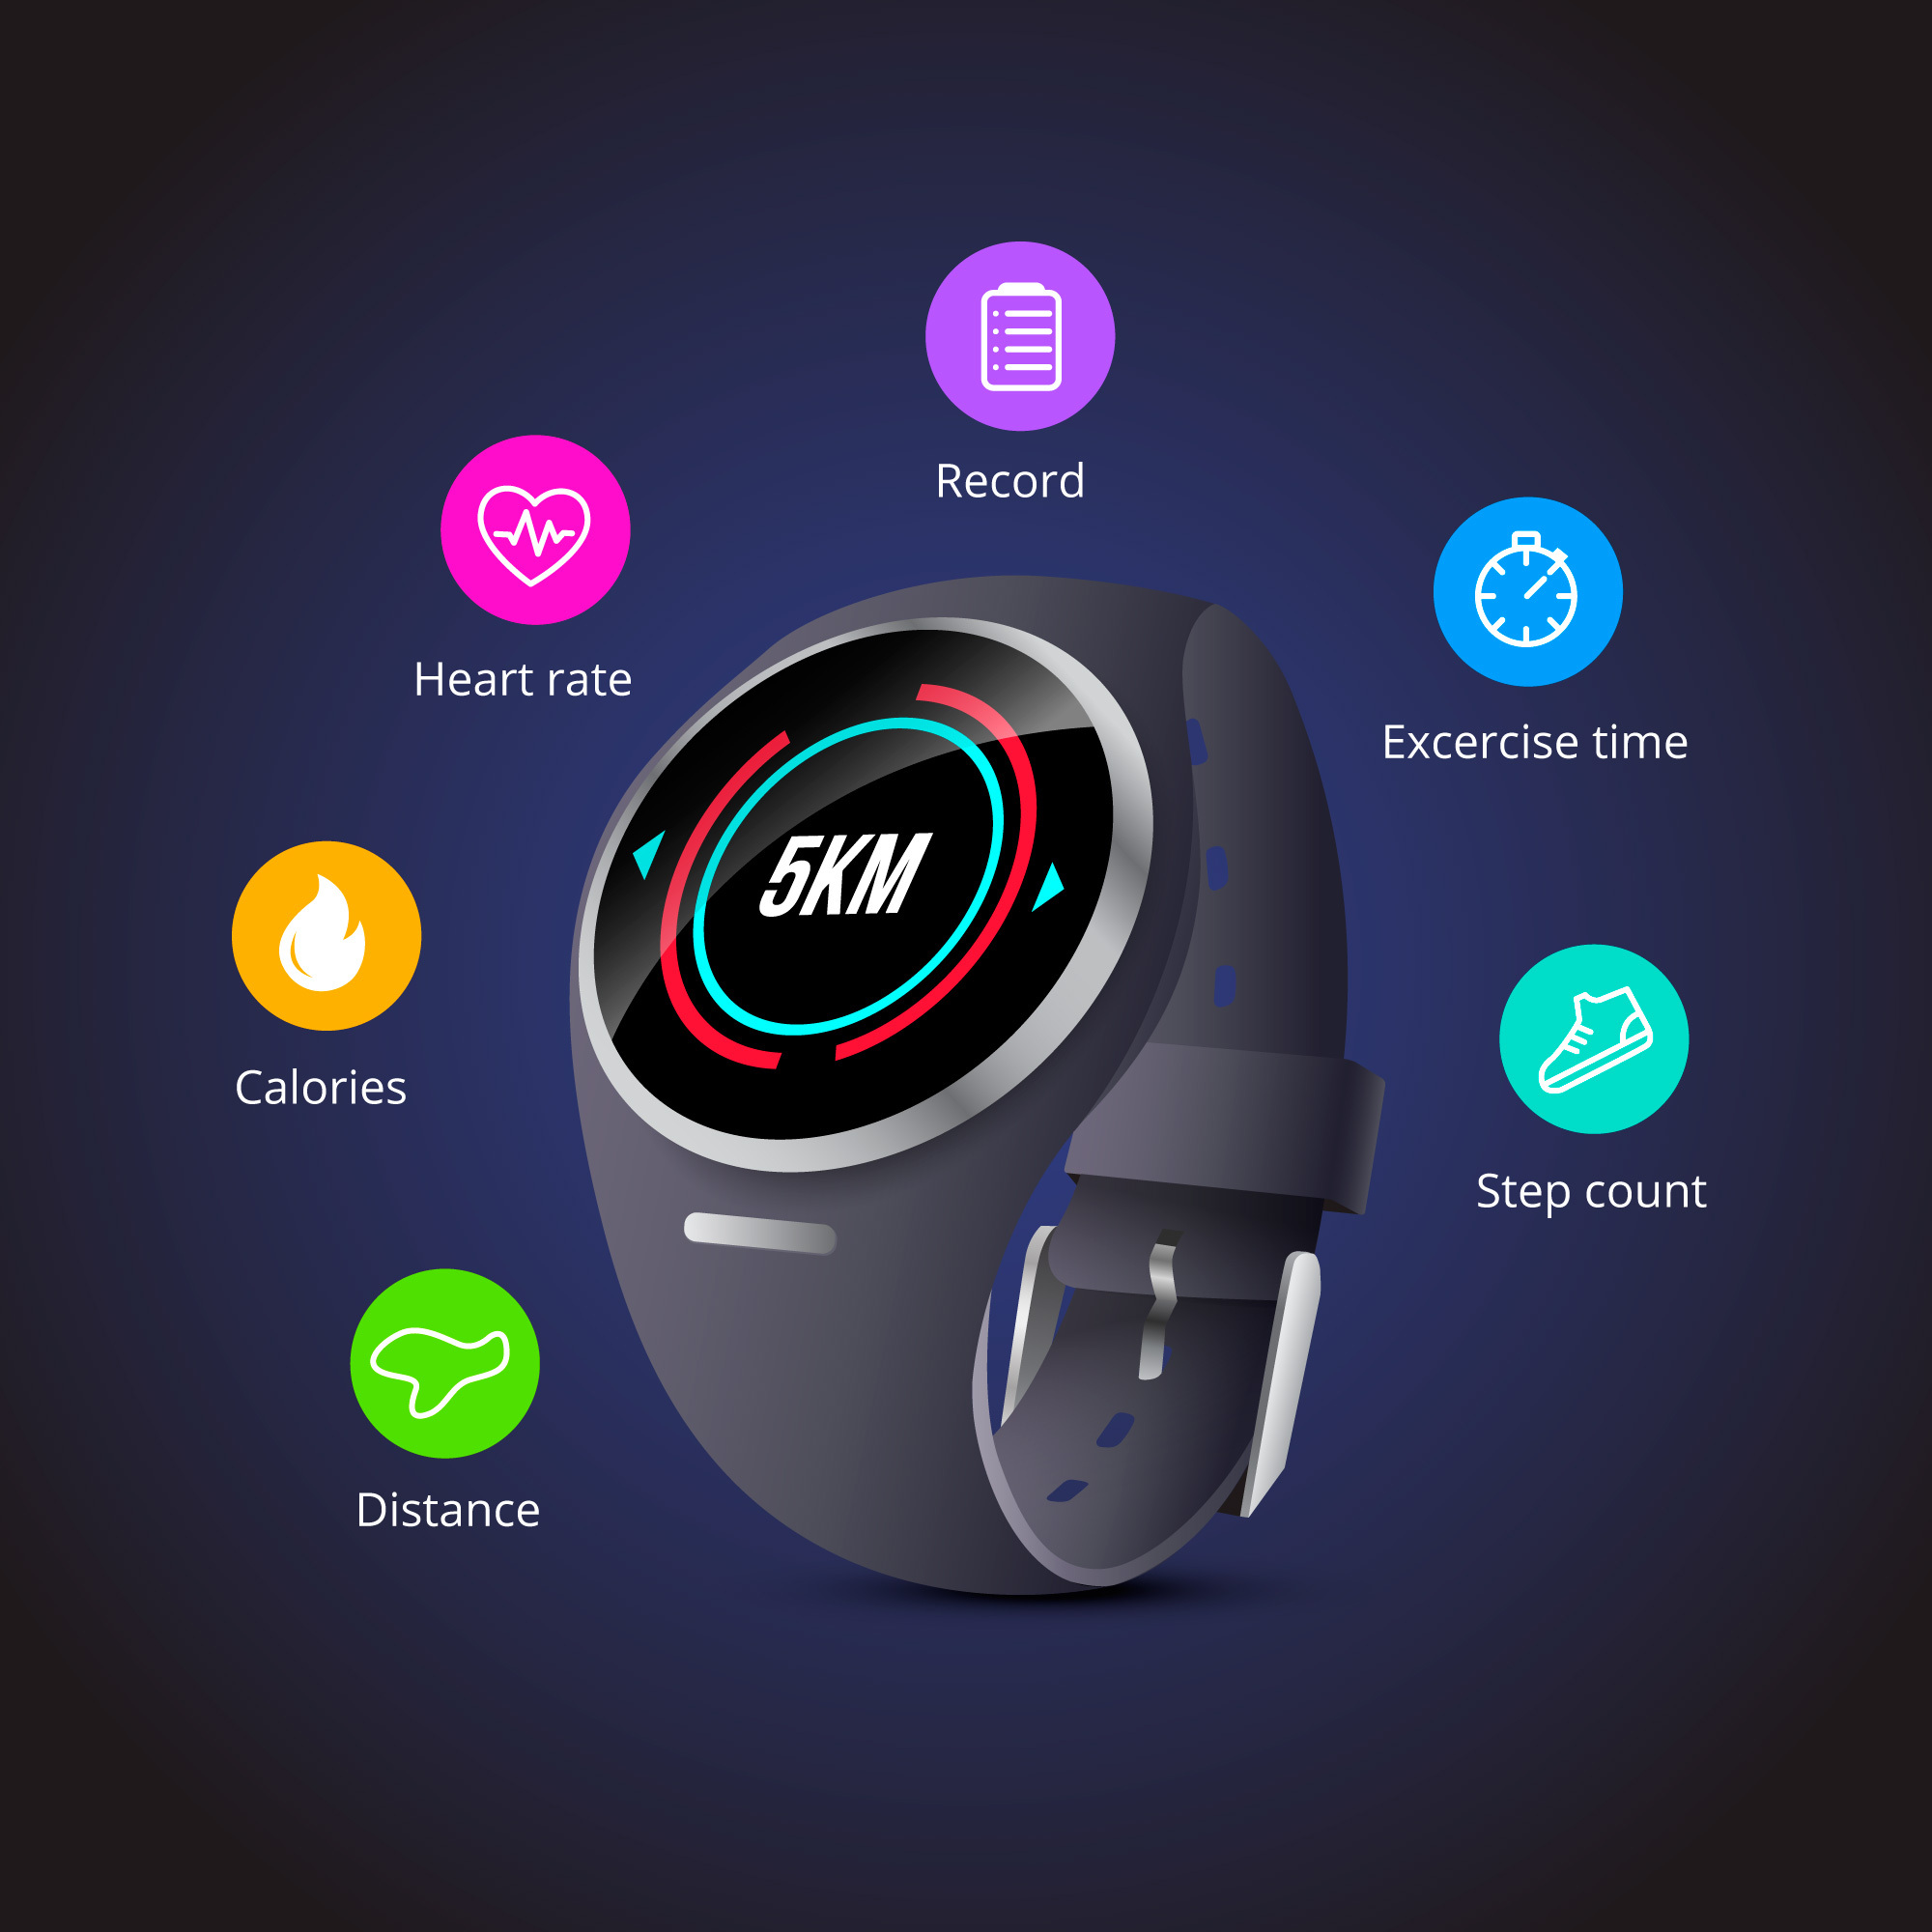 Record
Heart rate
Excercise time
5KM
Calories
Step count
Distance